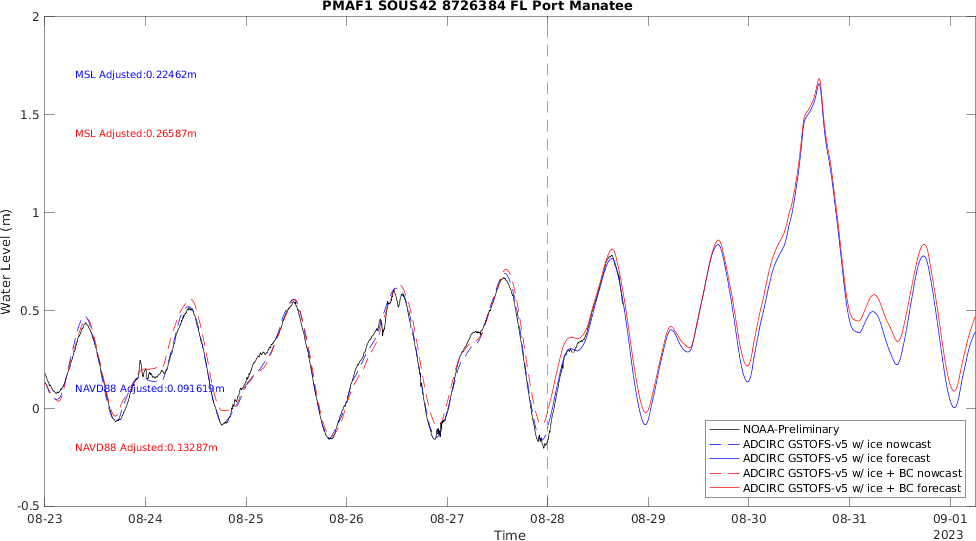 PMAF1 SOUS42 8726384 FL Port Manatee
2
MSL Adjusted:0.22462m
1.5
MSL Adjusted:0.26587m
1
Water Level (m)
0.5
NAVD88 Adjusted:0.091619m
0
NAVD88 Adjusted:0.13287m
NOAA-Preliminary
ADCIRC GSTOFS-v5 w/ ice nowcast
ADCIRC GSTOFS-v5 w/ ice forecast
ADCIRC GSTOFS-v5 w/ ice + BC nowcast
ADCIRC GSTOFS-v5 w/ ice + BC forecast
-0.5
08-23 08-24 08-25 08-26 08-27 08-28 08-29 08-30 08-31 09-01
Time 2023